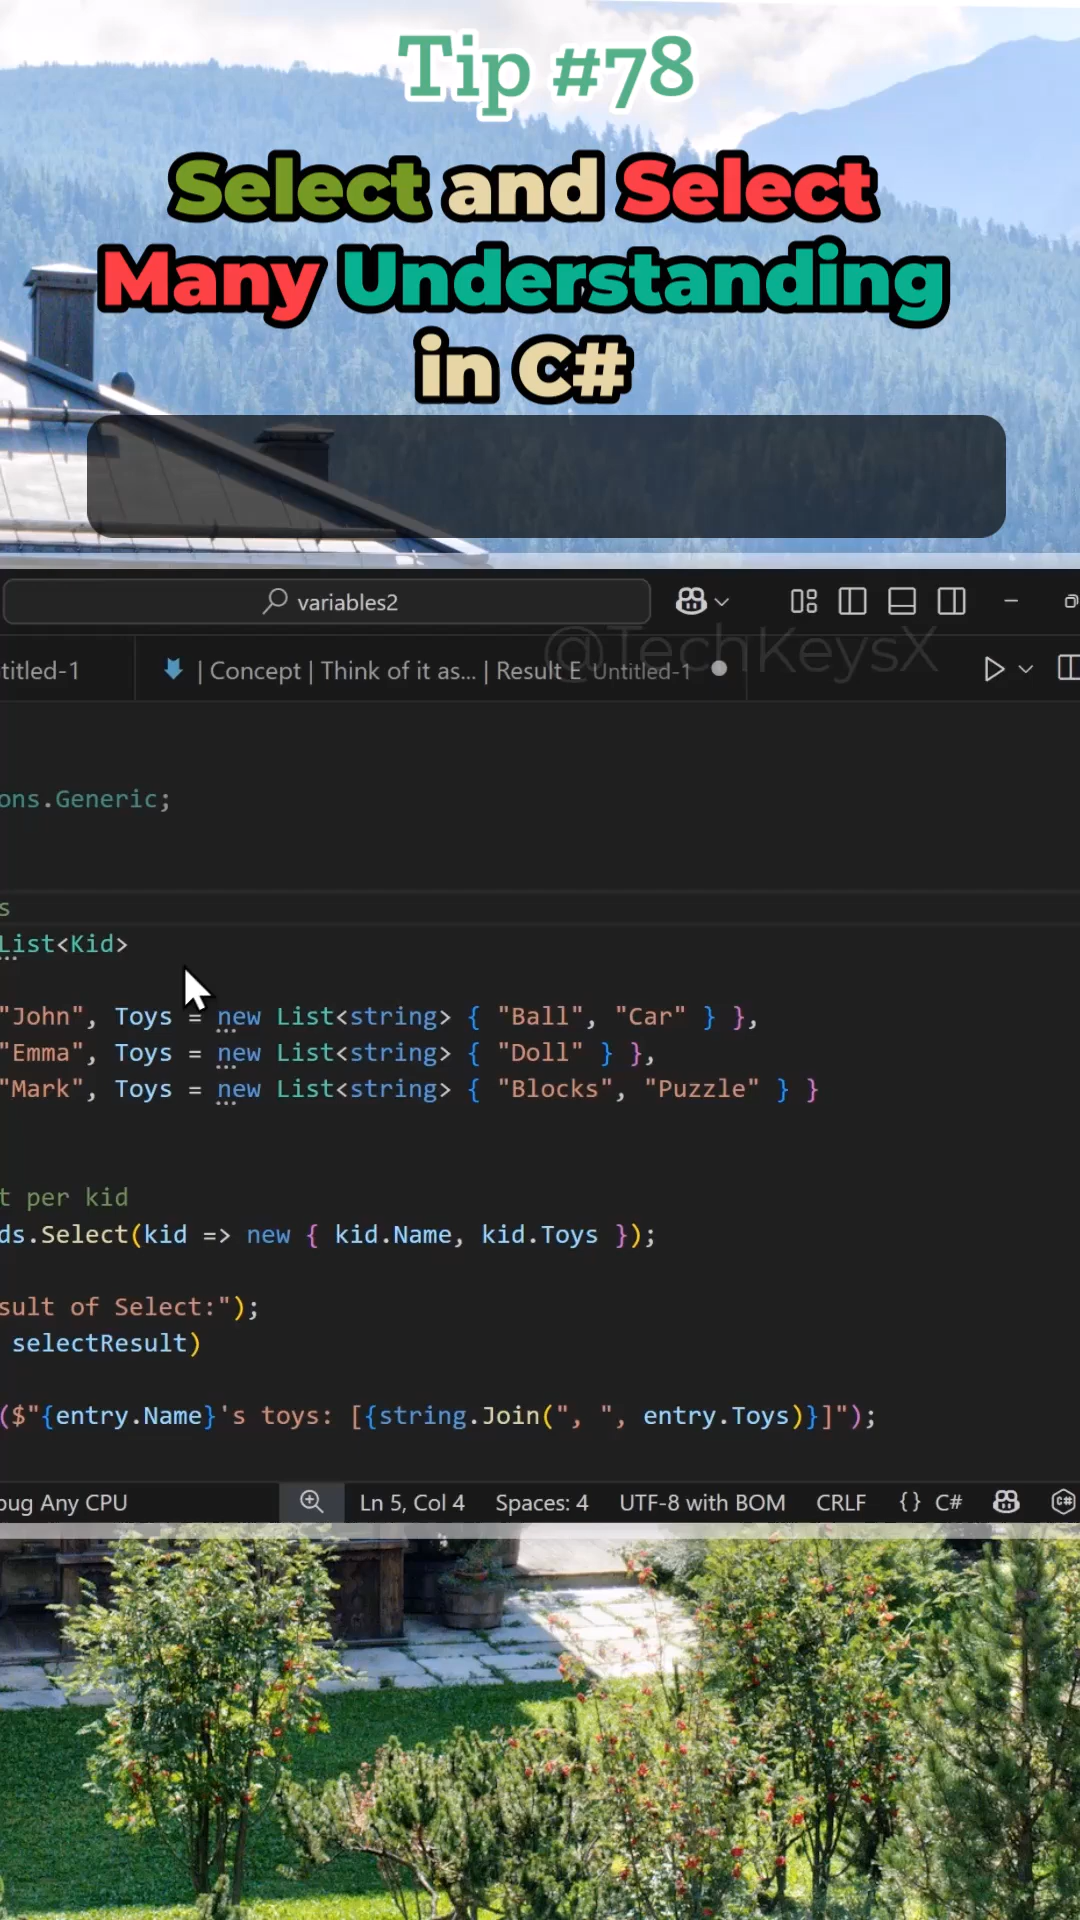 Tip #78
Select and Select
Many Understanding
in C#
variables2
@TechKeysX
titled-1
| Concept | Think of it as... | Result E Untitled-1
ons.Generic;
s
List<Kid>
"John", Toys = new List<string> { "Ball", "Car" } },
"Emma", Toys = new List<string> { "Doll" } },
"Mark", Toys = new List<string> { "Blocks", "Puzzle" } }
t per kid
ds.Select(kid => new { kid.Name, kid.Toys });
sult of Select:");
selectResult)
($"{entry.Name}'s toys: [{string.Join(", ", entry.Toys)}]");
bug Any CPU Ln 5, Col 4 Spaces: 4 UTF-8 with BOM CRLF {} C#